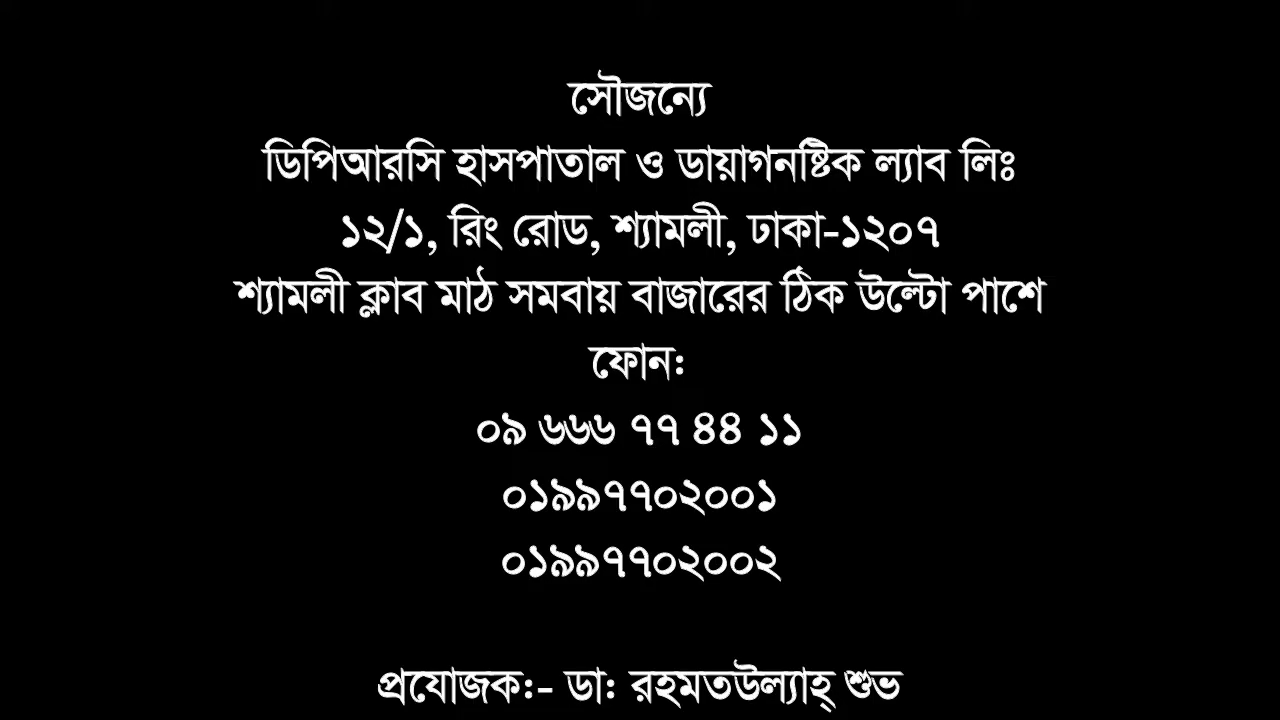 সৌজন্যে
ডিপিআরসি হাসপাতাল ও ডায়াগনষ্টিক ল্যাব লিঃ
১২/১, রিং রোড, শ্যামলী, ঢাকা-১২০৭
শ্যামলী ক্লাব মাঠ সমবায় বাজারের ঠিক উল্টো পাশে
ফোন:
০৯ ৬৬৬ ৭৭ ৪৪ ১১
০১৯৯৭৭০২০০১
০১৯৯৭৭০২০০২
প্রযোজক:- ডা: রহমতউল্যাহ্ শুভ